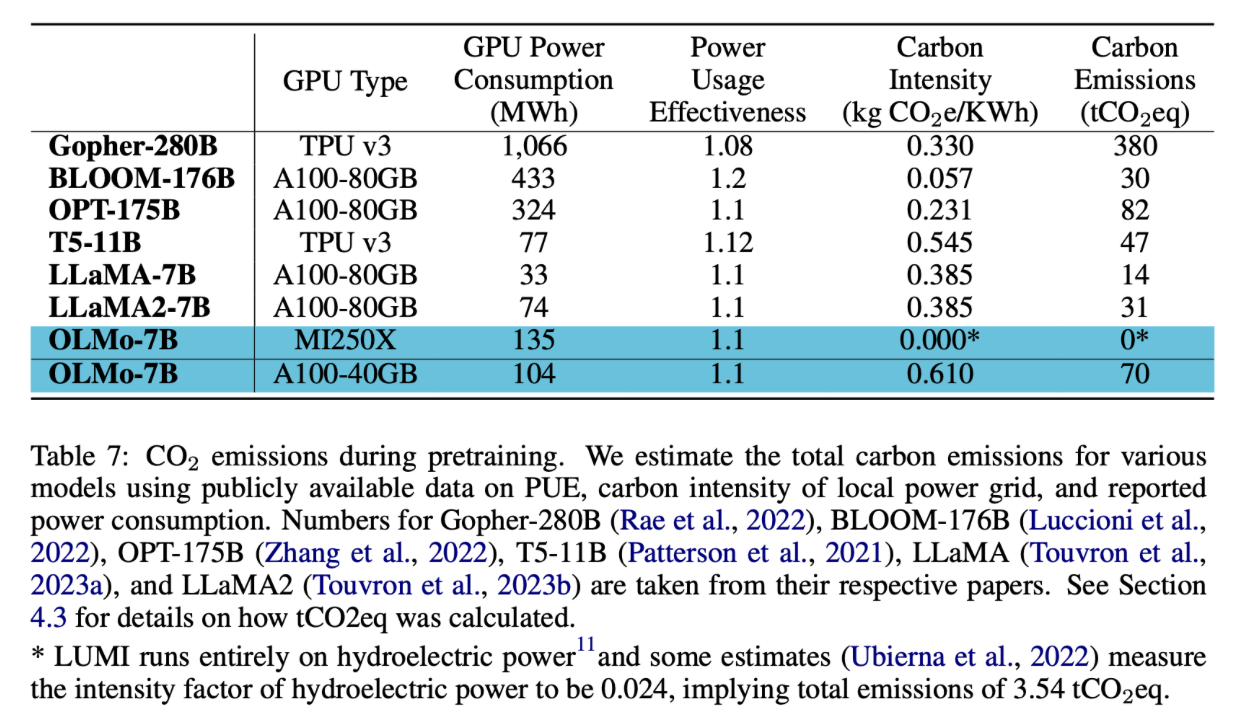 GPU Type GPU Power Consumption (MWh) Power Usage Effectiveness Carbon Intensity (kg CO₂e/KWh) Carbon Emissions (tCO₂eq)
Gopher-280B TPU v3 1,066 1.08 0.330 380
BLOOM-176B A100-80GB 433 1.2 0.057 30
OPT-175B A100-80GB 324 1.1 0.231 82
T5-11B TPU v3 77 1.12 0.545 47
LLaMA-7B A100-80GB 33 1.1 0.385 14
LLaMA2-7B A100-80GB 74 1.1 0.385 31
OLMo-7B MI250X 135 1.1 0.000* 0*
OLMo-7B A100-40GB 104 1.1 0.610 70
Table 7: CO₂ emissions during pretraining. We estimate the total carbon emissions for various
models using publicly available data on PUE, carbon intensity of local power grid, and reported
power consumption. Numbers for Gopher-280B (Rae et al., 2022), BLOOM-176B (Luccioni et al.,
2022), OPT-175B (Zhang et al., 2022), T5-11B (Patterson et al., 2021), LLaMA (Touvron et al.,
2023a), and LLaMA2 (Touvron et al., 2023b) are taken from their respective papers. See Section
4.3 for details on how tCO2eq was calculated.
* LUMI runs entirely on hydroelectric power¹¹ and some estimates (Ubierna et al., 2022) measure
the intensity factor of hydroelectric power to be 0.024, implying total emissions of 3.54 tCO₂eq.